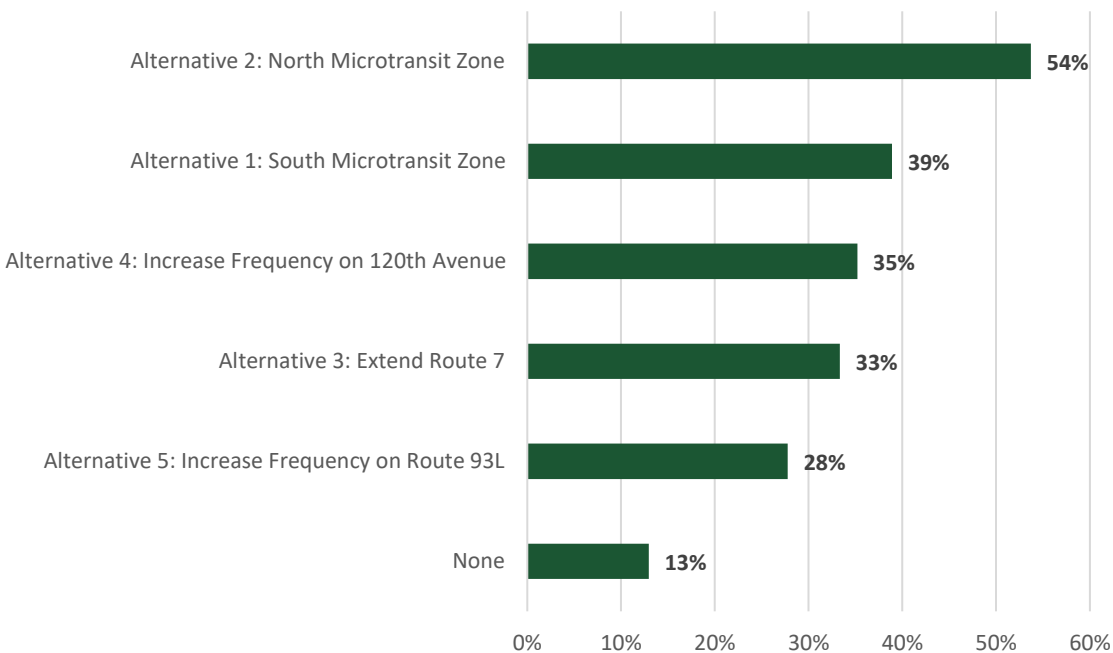 Alternative 2: North Microtransit Zone 54%
Alternative 1: South Microtransit Zone 39%
Alternative 4: Increase Frequency on 120th Avenue 35%
Alternative 3: Extend Route 7 33%
Alternative 5: Increase Frequency on Route 93L 28%
None 13%
0% 10% 20% 30% 40% 50% 60%